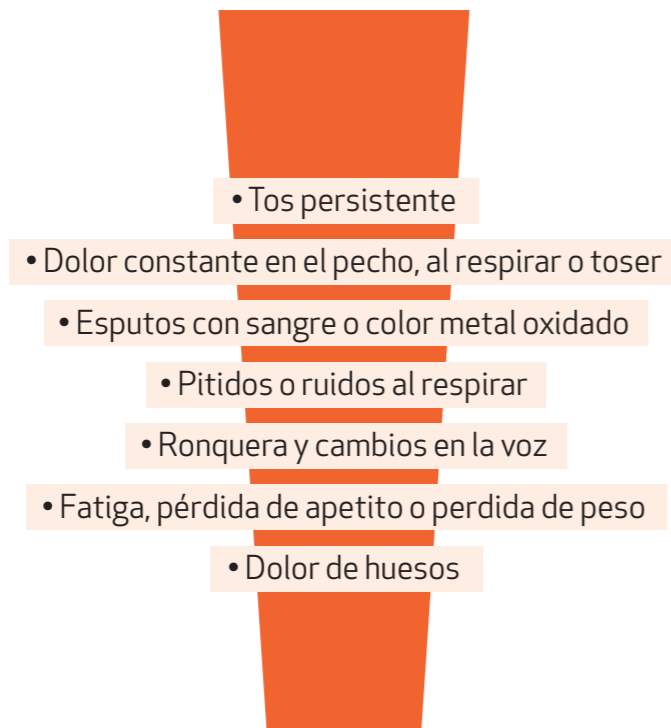 • Tos persistente
• Dolor constante en el pecho, al respirar o toser
• Esputos con sangre o color metal oxidado
• Pitidos o ruidos al respirar
• Ronquera y cambios en la voz
• Fatiga, pérdida de apetito o perdida de peso
• Dolor de huesos